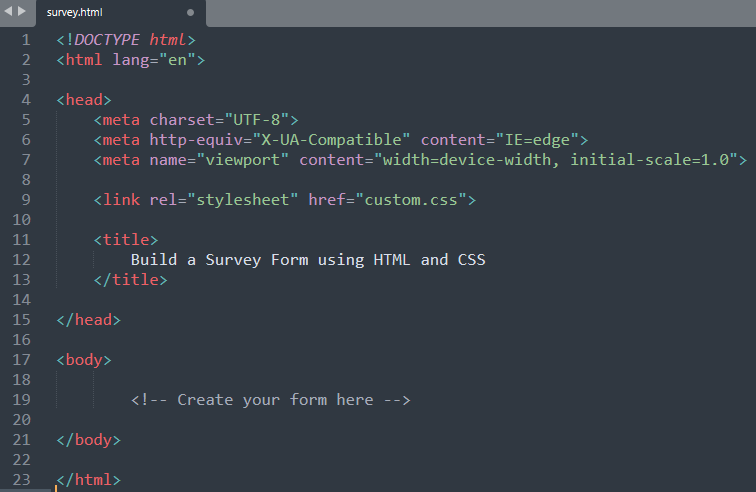 survey.html
1 <!DOCTYPE html>
2 <html lang="en">
3
4 <head>
5     <meta charset="UTF-8">
6     <meta http-equiv="X-UA-Compatible" content="IE=edge">
7     <meta name="viewport" content="width=device-width, initial-scale=1.0">
8
9     <link rel="stylesheet" href="custom.css">
10
11     <title>
12         Build a Survey Form using HTML and CSS
13     </title>
14
15 </head>
16
17 <body>
18
19         <!-- Create your form here -->
20
21 </body>
22
23 </html>